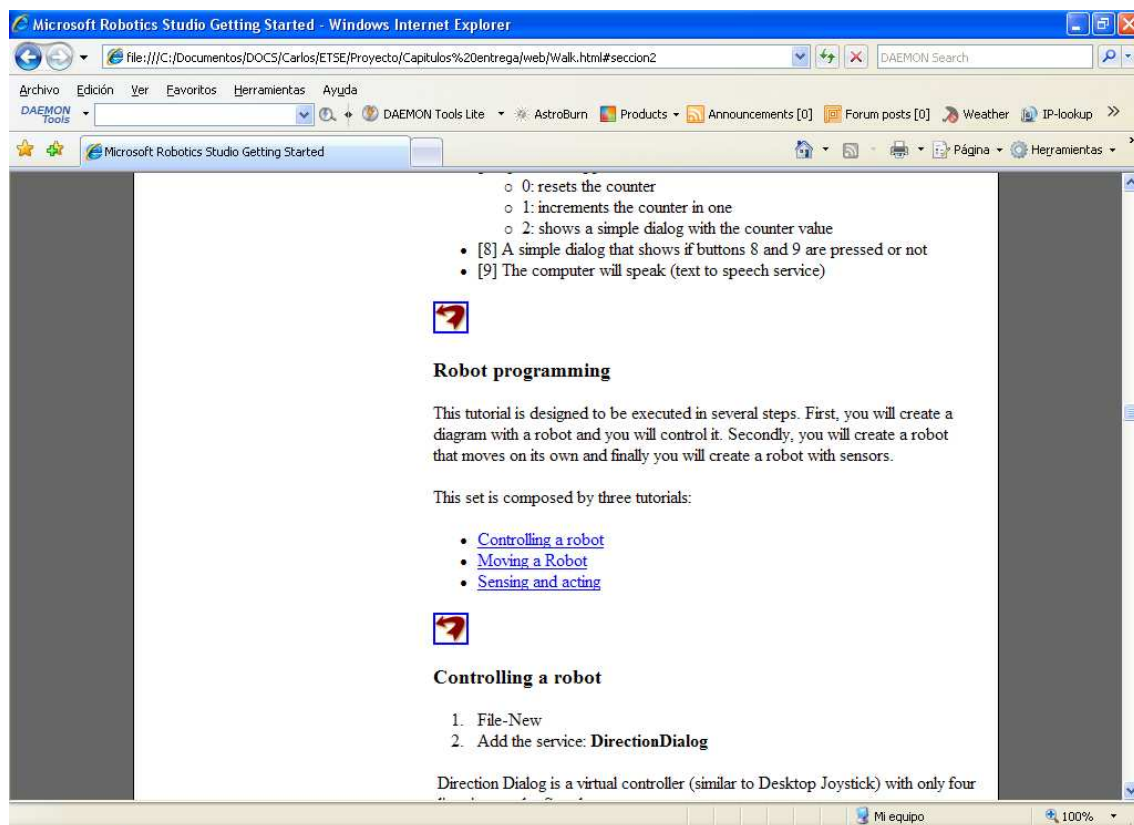 Microsoft Robotics Studio Getting Started - Windows Internet Explorer
file:///C:/Documentos/DOCS/Carlos/ETSE/Proyecto/Capitulos%20entrega/web/Walk.html#seccion2
DAEMON Search
Archivo Edición Ver Favoritos Herramientas Ayuda
DAEMON Tools
DAEMON Tools Lite AstroBurn Products Announcements [0] Forum posts [0] Weather IP-lookup
Microsoft Robotics Studio Getting Started
Página Herramientas
0: resets the counter
1: increments the counter in one
2: shows a simple dialog with the counter value
[8] A simple dialog that shows if buttons 8 and 9 are pressed or not
[9] The computer will speak (text to speech service)
Robot programming
This tutorial is designed to be executed in several steps. First, you will create a
diagram with a robot and you will control it. Secondly, you will create a robot
that moves on its own and finally you will create a robot with sensors.
This set is composed by three tutorials:
Controlling a robot
Moving a Robot
Sensing and acting
Controlling a robot
1. File-New
2. Add the service: DirectionDialog
Direction Dialog is a virtual controller (similar to Desktop Joystick) with only four
Mi equipo
100%